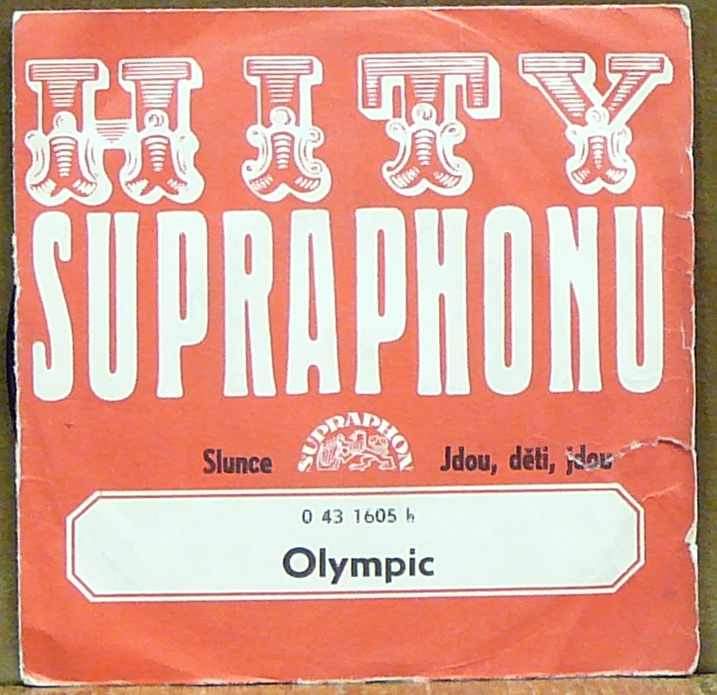 HITY
SUPRAPHONU
SUPRAPHON
Slunce
Jdou, děti, jdou
0 43 1605 h
Olympic